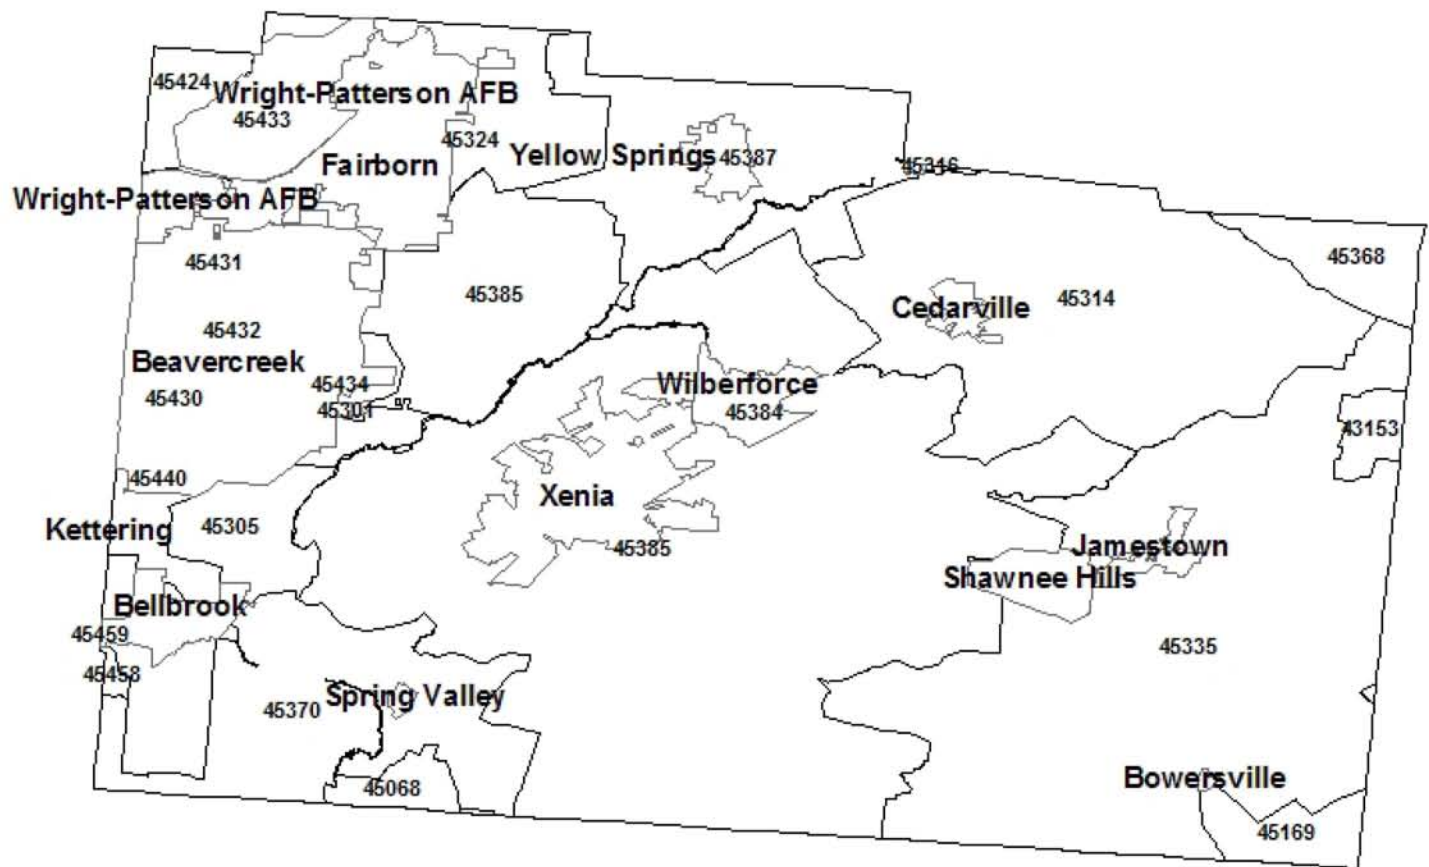 45424
Wright-Patterson AFB
45433
45324
Fairborn
Yellow Springs
45387
45316
Wright-Patterson AFB
45431
45368
45385
45314
Cedarville
45432
Beavercreek
45434
Wilberforce
45430
45301
45384
43153
45440
Xenia
Kettering
45305
45385
Jamestown
Shawnee Hills
Bellbrook
45459
45335
45458
Spring Valley
45370
Bowersville
45068
45169